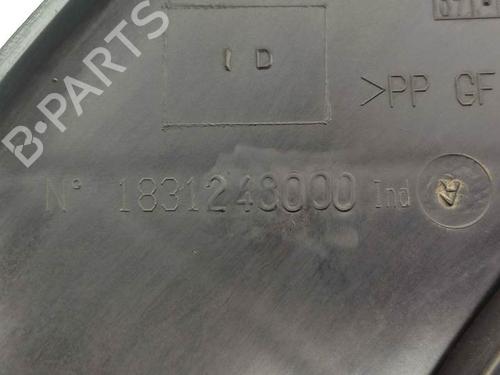 I D
>PP GF
B-PARTS
N° 1831248000 Ind A